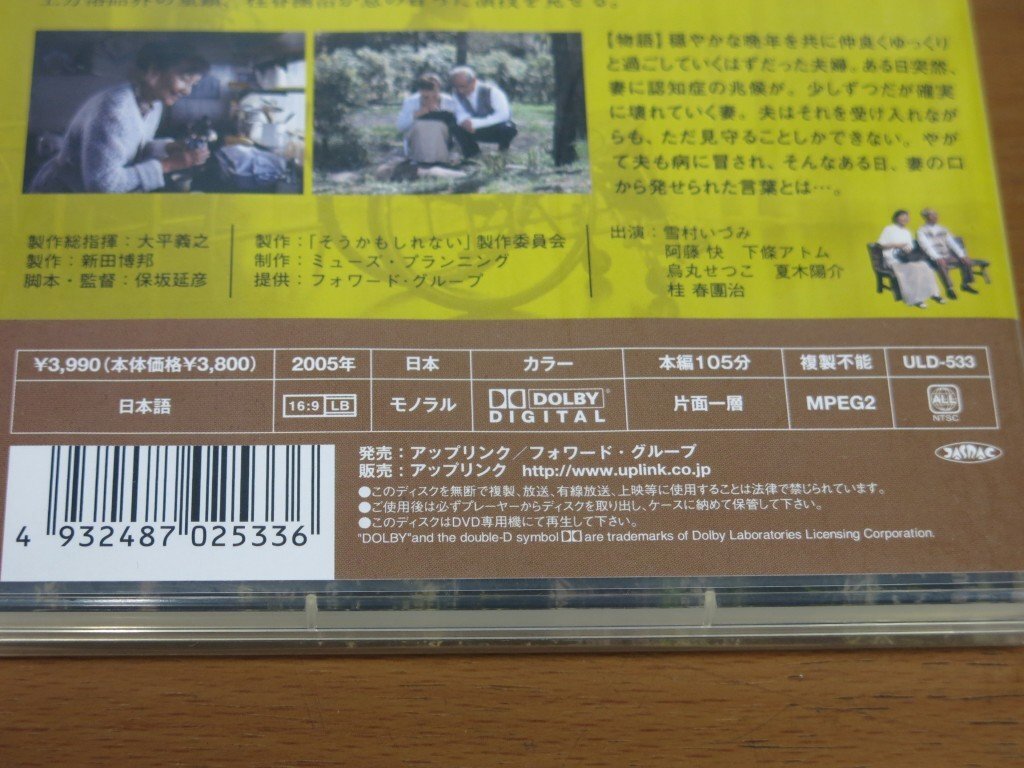 【物語】穏やかな晩年を共に仲良くゆっくり
と過ごしていくはずだった夫婦。ある日突然、
妻に認知症の兆候が。少しずつだが確実
に壊れていく妻。夫はそれを受け入れなが
らも、ただ見守ることしかできない。やが
て夫も病に冒され、そんなある日、妻の口
から発せられた言葉とは…。
製作総指揮：大平義之
製作：新田博邦
脚本・監督：保坂延彦
製作：「そうかもしれない」製作委員会
制作：ミューズ・プランニング
提供：フォワード・グループ
出演：雪村いづみ
阿藤 快　下條アトム
烏丸せつこ　夏木陽介
桂 春團治
¥3,990（本体価格¥3,800） 2005年 日本 カラー 本編105分 複製不能 ULD-533
日本語 16:9 LB モノラル DOLBY DIGITAL 片面一層 MPEG2 ALL NTSC
発売：アップリンク／フォワード・グループ
販売：アップリンク http://www.uplink.co.jp
JASRAC
●このディスクを無断で複製、放送、有線放送、上映等に使用することは法律で禁じられています。
●ご使用後は必ずプレーヤーからディスクを取り出し、ケースに納めて保管して下さい。
●このディスクはDVD専用機にて再生して下さい。
"DOLBY"and the double-D symbol are trademarks of Dolby Laboratories Licensing Corporation.
4 932487 025336